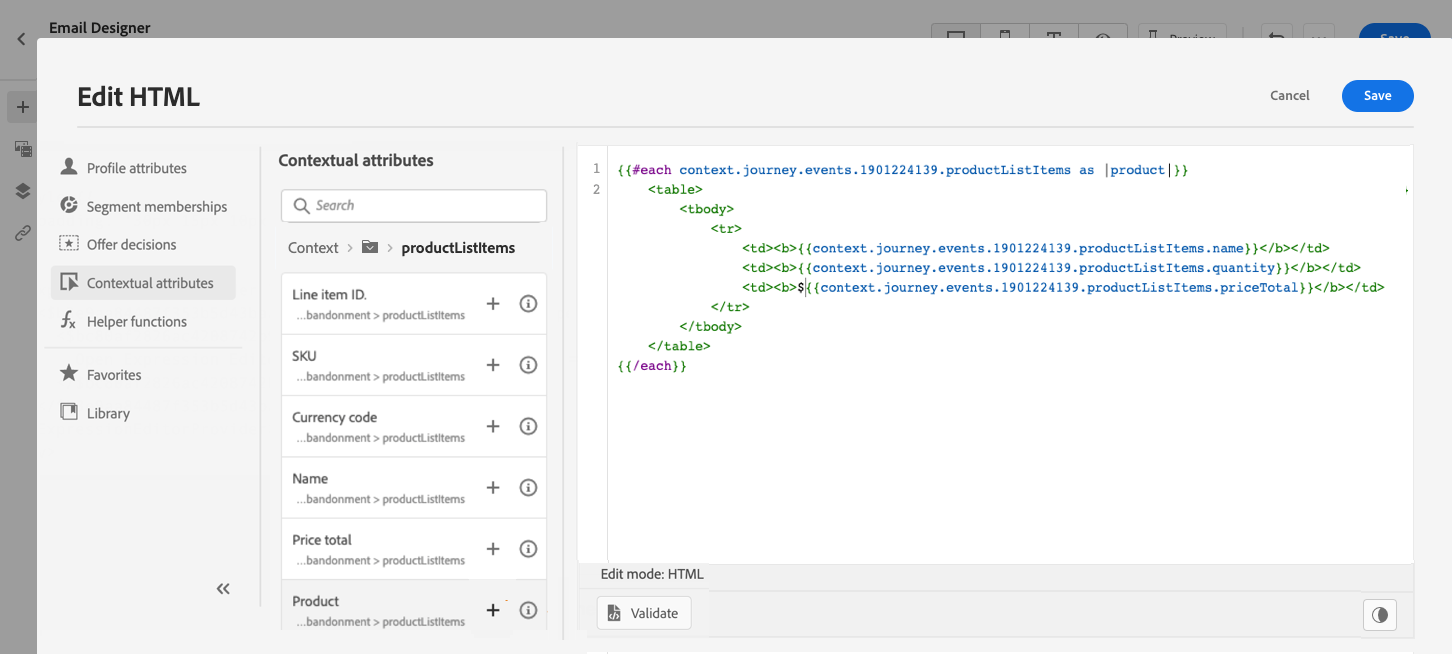 Email Designer
Preview
Save
Edit HTML
Cancel
Save
Profile attributes
Segment memberships
Offer decisions
Contextual attributes
Helper functions
Favorites
Library
Contextual attributes
Search
Context > productListItems
Line item ID.
...bandonment > productListItems
SKU
...bandonment > productListItems
Currency code
...bandonment > productListItems
Name
...bandonment > productListItems
Price total
...bandonment > productListItems
Product
...bandonment > productListItems
1
2
{{#each context.journey.events.1901224139.productListItems as |product|}}
<table>
<tbody>
<tr>
<td><b>{{context.journey.events.1901224139.productListItems.name}}</b></td>
<td><b>{{context.journey.events.1901224139.productListItems.quantity}}</b></td>
<td><b>${{context.journey.events.1901224139.productListItems.priceTotal}}</b></td>
</tr>
</tbody>
</table>
{{/each}}
Edit mode: HTML
Validate